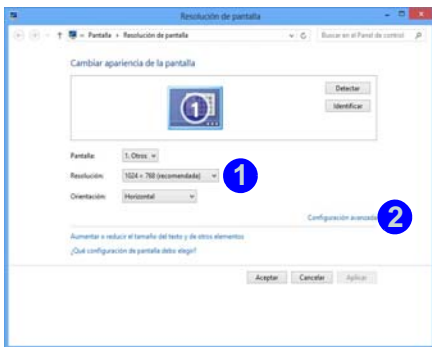 Resolución de pantalla
Pantalla Resolución de pantalla
Buscar en el Panel de control
Cambiar apariencia de la pantalla
1
Detectar
Identificar
Pantalla: 1. Otros
Resolución: 1024 × 768 (recomendada)
1
Orientación: Horizontal
Configuración avanzada
2
Aumentar o reducir el tamaño del texto y de otros elementos
¿Qué configuración de pantalla debo elegir?
Aceptar Cancelar Aplicar